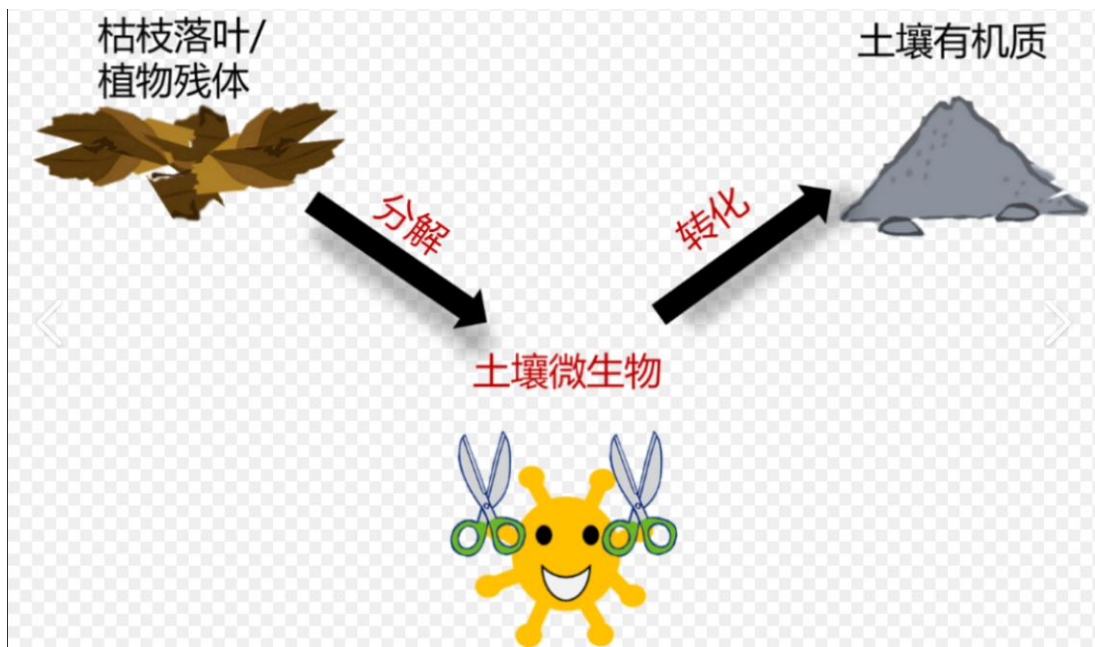 枯枝落叶/
植物残体
土壤有机质
分解
转化
土壤微生物